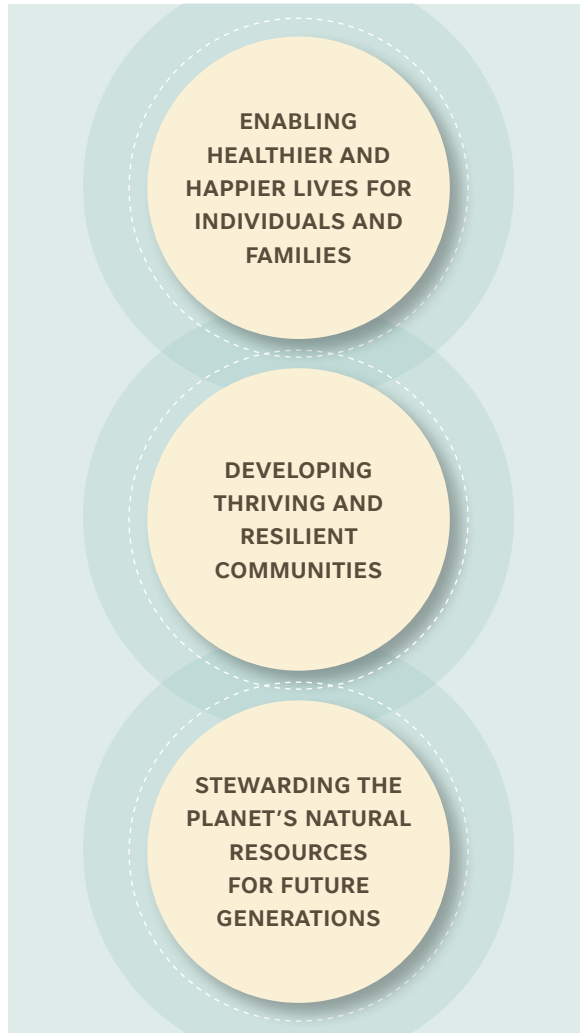 ENABLING
HEALTHIER AND
HAPPIER LIVES FOR
INDIVIDUALS AND
FAMILIES
DEVELOPING
THRIVING AND
RESILIENT
COMMUNITIES
STEWARDING THE
PLANET'S NATURAL
RESOURCES
FOR FUTURE
GENERATIONS